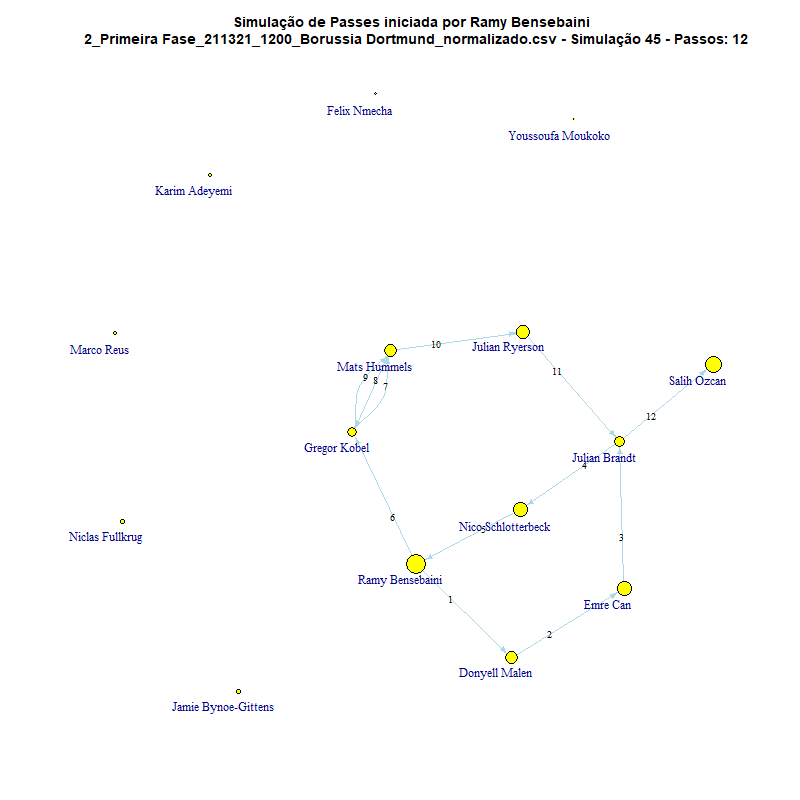 Simulação de Passes iniciada por Ramy Bensebaini
2_Primeira Fase_211321_1200_Borussia Dortmund_normalizado.csv - Simulação 45 - Passos: 12
Felix Nmecha
Youssoufa Moukoko
Karim Adeyemi
Marco Reus
10
Julian Ryerson
Mats Hummels
11
9
8
7
Salih Ozcan
12
Gregor Kobel
Julian Brandt
4
6
Nico Schlotterbeck
5
3
Niclas Fullkrug
Ramy Bensebaini
1
Emre Can
2
Donyell Malen
Jamie Bynoe-Gittens